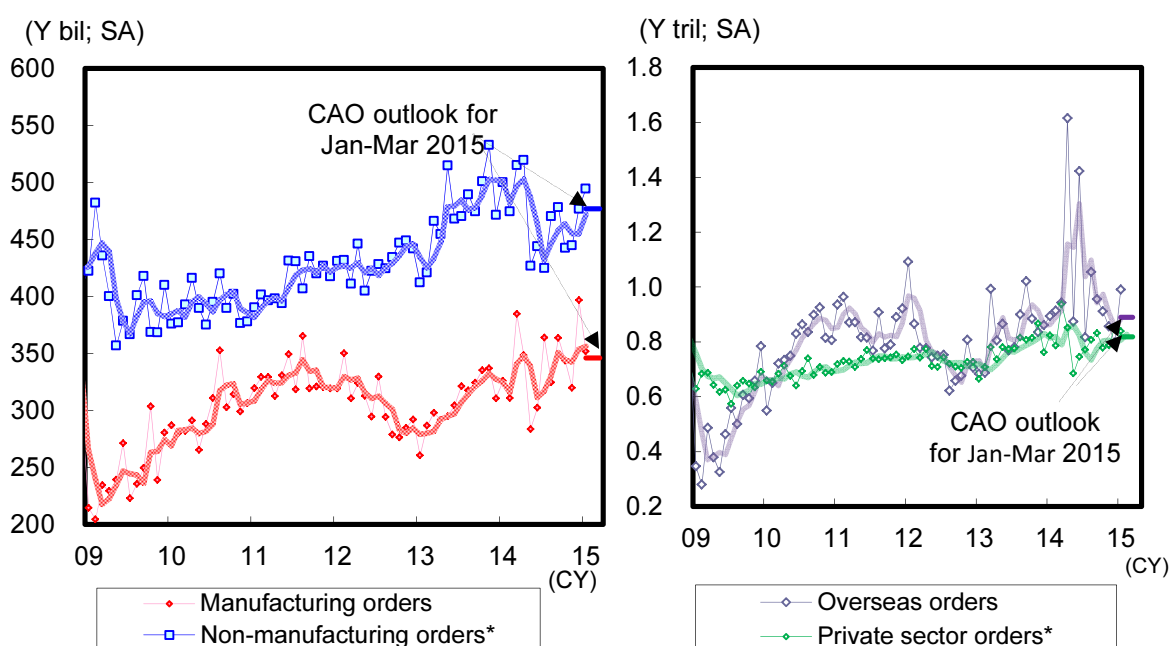 (Y bil; SA)
600
550
500
450
400
350
300
250
200
CAO outlook for
Jan-Mar 2015
09 10 11 12 13 14 15
(CY)
Manufacturing orders
Non-manufacturing orders*
(Y tril; SA)
1.8
1.6
1.4
1.2
1.0
0.8
0.6
0.4
0.2
CAO outlook
for Jan-Mar 2015
09 10 11 12 13 14 15
(CY)
Overseas orders
Private sector orders*